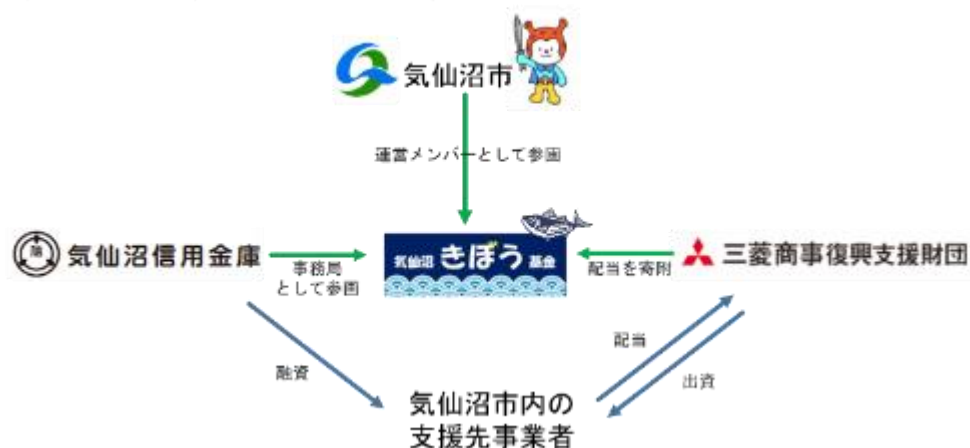 気仙沼市
運営メンバーとして参画
気仙沼信用金庫
事務局
として参画
気仙沼 きぼう 基金
配当を寄附
三菱商事復興支援財団
融資
配当
出資
気仙沼市内の
支援先事業者